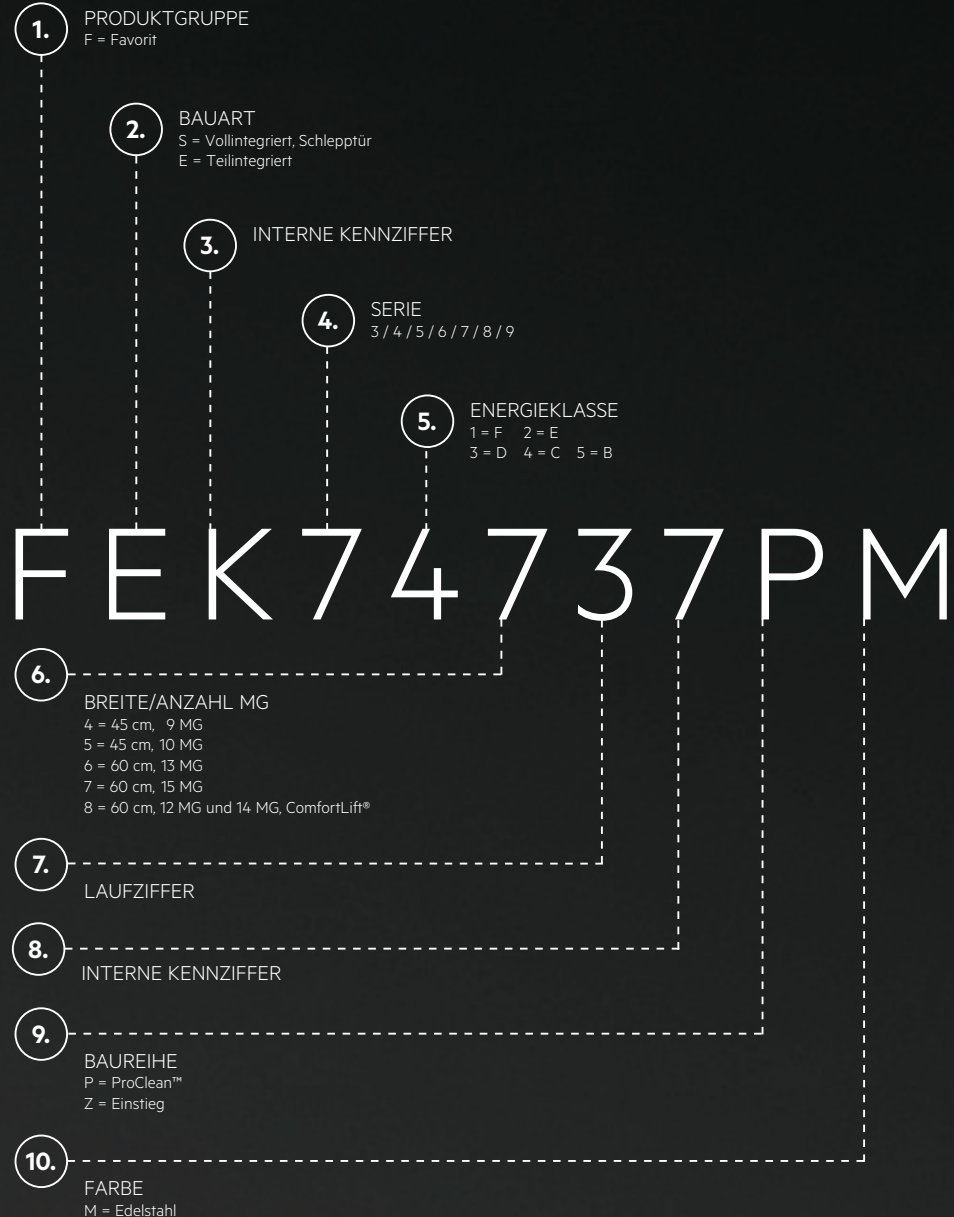 1.
PRODUKTGRUPPE
F = Favorit
2.
BAUART
S = Vollintegriert, Schlepptür
E = Teilintegriert
3.
INTERNE KENNZIFFER
4.
SERIE
3 / 4 / 5 / 6 / 7 / 8 / 9
5.
ENERGIEKLASSE
1 = F 2 = E
3 = D 4 = C 5 = B
FEK74737PM
6.
BREITE/ANZAHL MG
4 = 45 cm, 9 MG
5 = 45 cm, 10 MG
6 = 60 cm, 13 MG
7 = 60 cm, 15 MG
8 = 60 cm, 12 MG und 14 MG, ComfortLift®
7.
LAUFZIFFER
8.
INTERNE KENNZIFFER
9.
BAUREIHE
P = ProClean™
Z = Einstieg
10.
FARBE
M = Edelstahl